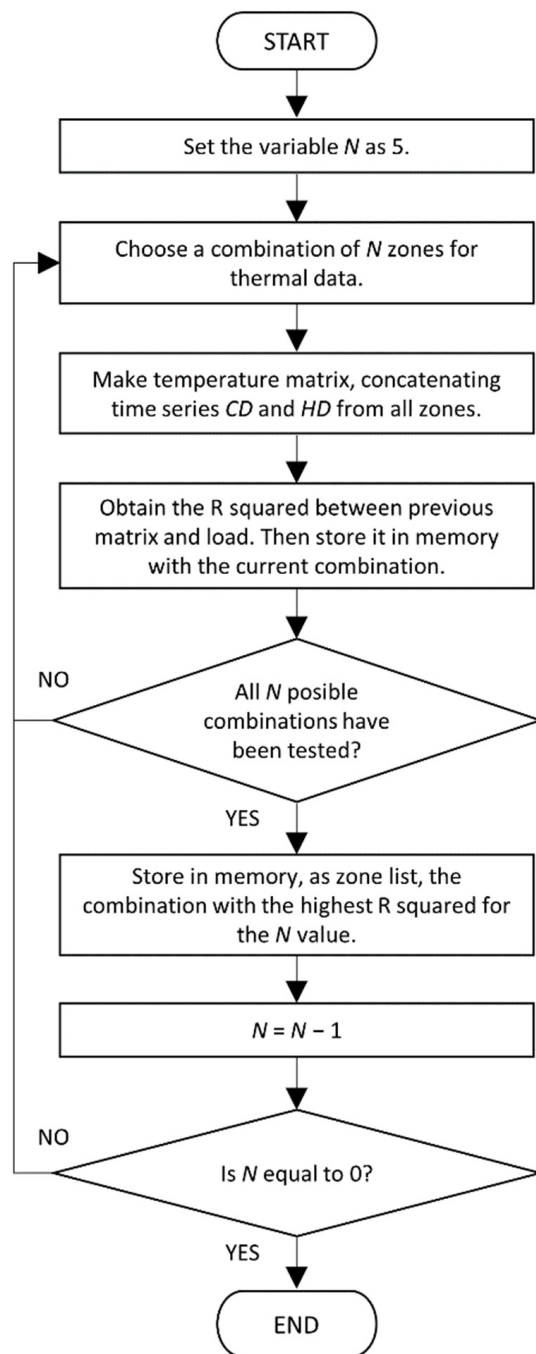 START
Set the variable N as 5.
Choose a combination of N zones for
thermal data.
Make temperature matrix, concatenating
time series CD and HD from all zones.
Obtain the R squared between previous
matrix and load. Then store it in memory
with the current combination.
NO
All N posible
combinations have
been tested?
YES
Store in memory, as zone list, the
combination with the highest R squared for
the N value.
N = N − 1
NO
Is N equal to 0?
YES
END